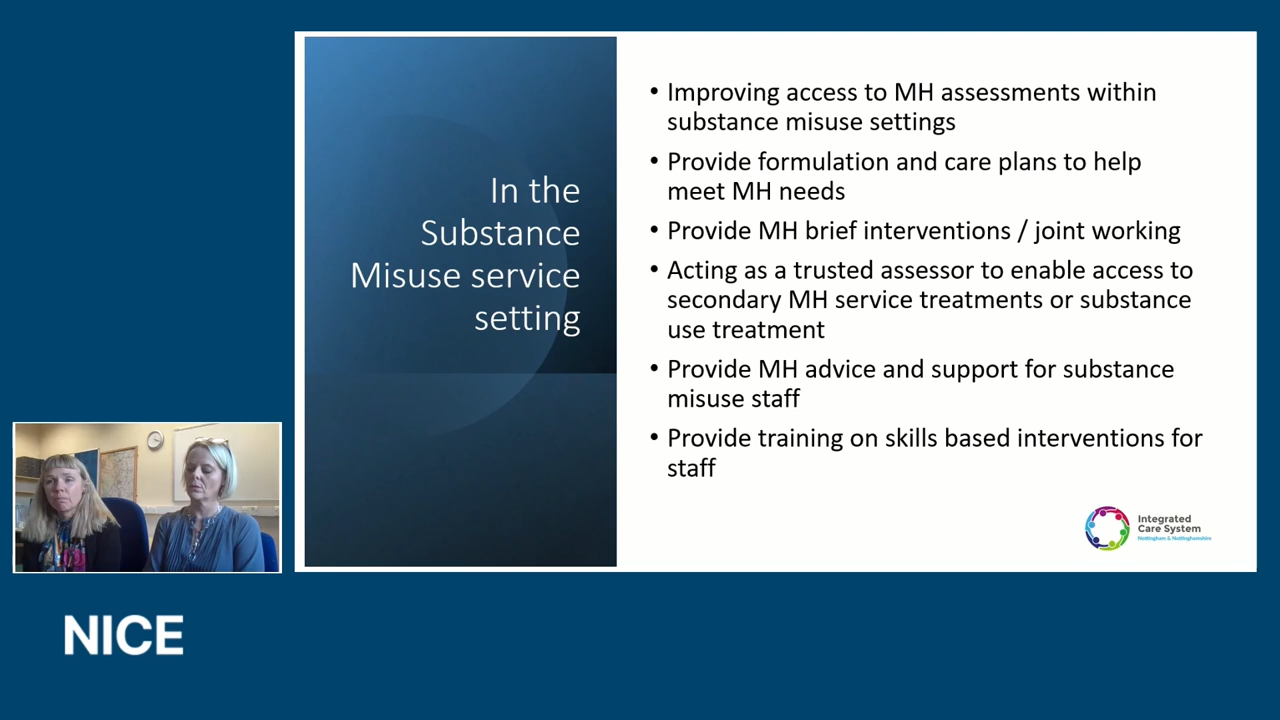 In the
Substance
Misuse service
setting
• Improving access to MH assessments within
substance misuse settings
• Provide formulation and care plans to help
meet MH needs
• Provide MH brief interventions / joint working
• Acting as a trusted assessor to enable access to
secondary MH service treatments or substance
use treatment
• Provide MH advice and support for substance
misuse staff
• Provide training on skills based interventions for
staff
Integrated
Care System
Nottingham & Nottinghamshire
NICE